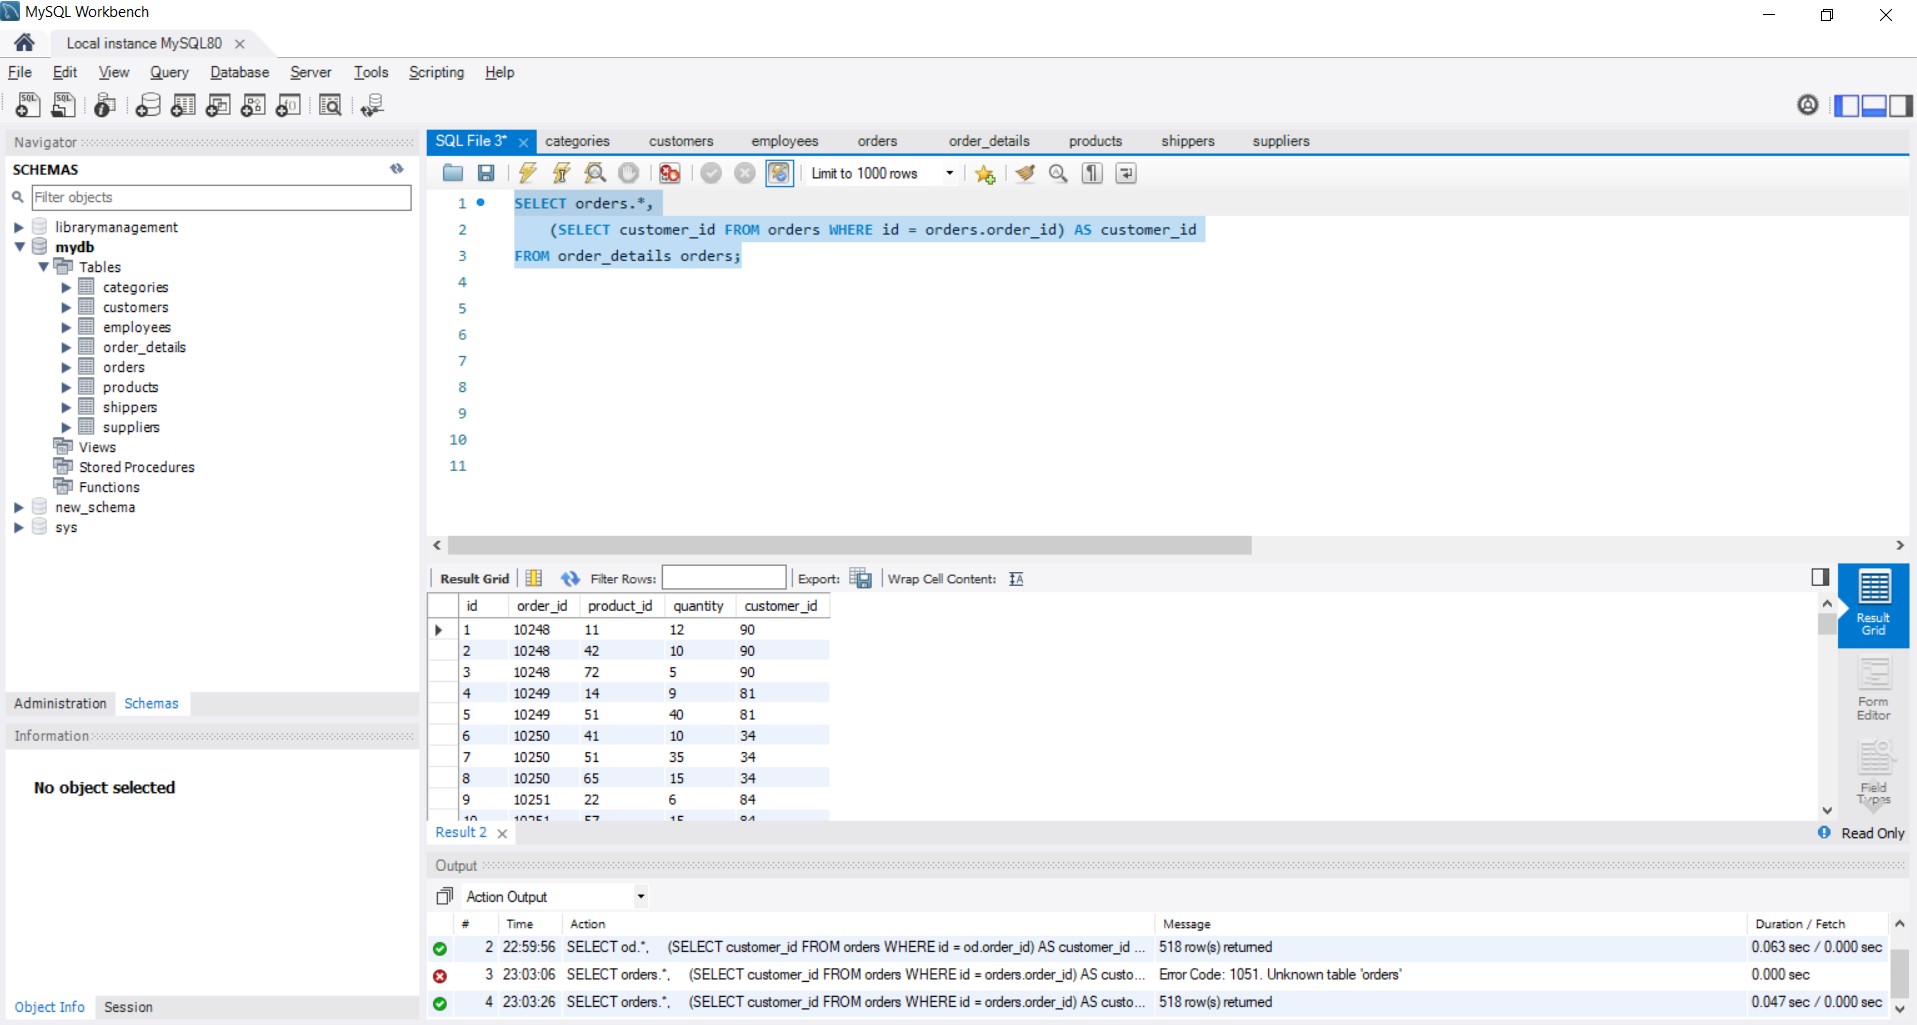 MySQL Workbench
Local instance MySQL80
File Edit View Query Database Server Tools Scripting Help
Navigator
SCHEMAS
Filter objects
librarymanagement
mydb
Tables
categories
customers
employees
order_details
orders
products
shippers
suppliers
Views
Stored Procedures
Functions
new_schema
sys
Administration Schemas
Information
No object selected
Object Info Session
SQL File 3* categories customers employees orders order_details products shippers suppliers
Limit to 1000 rows
1 SELECT orders.*,
2 (SELECT customer_id FROM orders WHERE id = orders.order_id) AS customer_id
3 FROM order_details orders;
4
5
6
7
8
9
10
11
Result Grid Filter Rows: Export: Wrap Cell Content:
id order_id product_id quantity customer_id
1 10248 11 12 90
2 10248 42 10 90
3 10248 72 5 90
4 10249 14 9 81
5 10249 51 40 81
6 10250 41 10 34
7 10250 51 35 34
8 10250 65 15 34
9 10251 22 6 84
10 10251 57 15 84
Result Grid
Form Editor
Field Types
Result 2
Read Only
Output
Action Output
# Time Action Message Duration / Fetch
2 22:59:56 SELECT od.*, (SELECT customer_id FROM orders WHERE id = od.order_id) AS customer_id ... 518 row(s) returned 0.063 sec / 0.000 sec
3 23:03:06 SELECT orders.*, (SELECT customer_id FROM orders WHERE id = orders.order_id) AS custo... Error Code: 1051. Unknown table 'orders' 0.000 sec
4 23:03:26 SELECT orders.*, (SELECT customer_id FROM orders WHERE id = orders.order_id) AS custo... 518 row(s) returned 0.047 sec / 0.000 sec